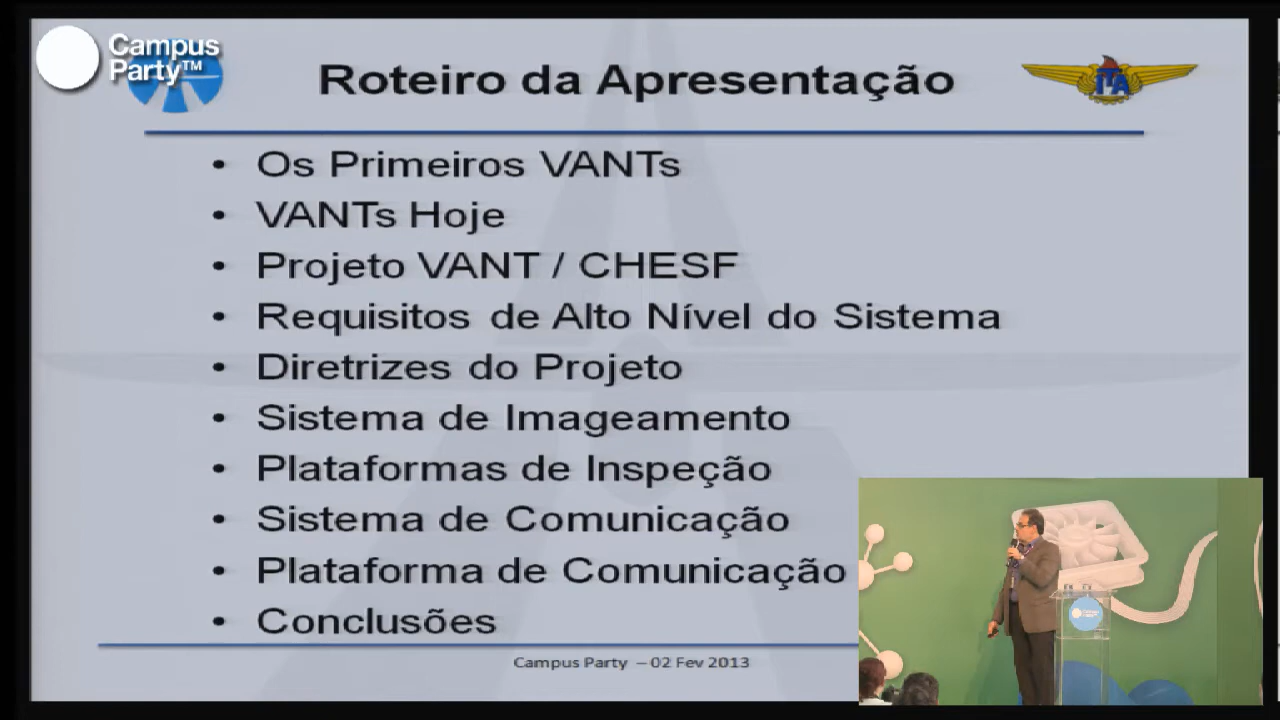 Campus
Party™
Roteiro da Apresentação
ITA
• Os Primeiros VANTs
• VANTs Hoje
• Projeto VANT / CHESF
• Requisitos de Alto Nível do Sistema
• Diretrizes do Projeto
• Sistema de Imageamento
• Plataformas de Inspeção
• Sistema de Comunicação
• Plataforma de Comunicação
• Conclusões
Campus Party – 02 Fev 2013